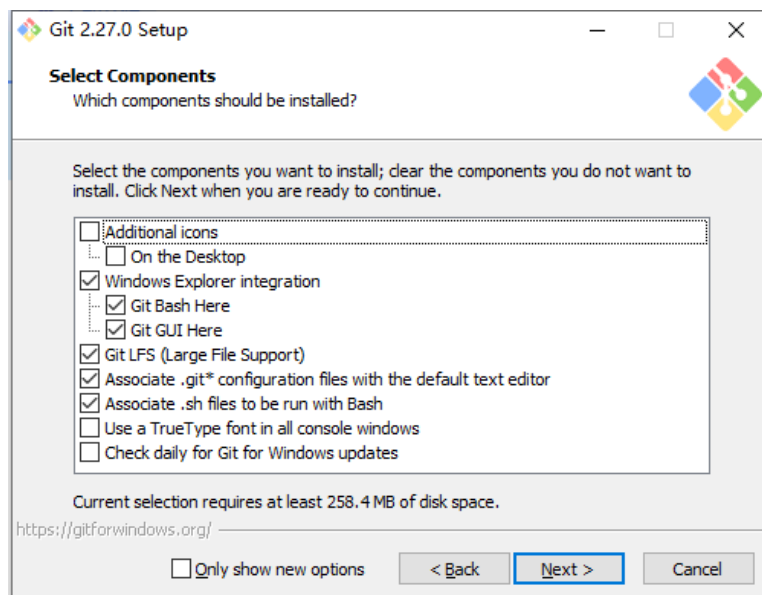 Git 2.27.0 Setup
Select Components
Which components should be installed?
Select the components you want to install; clear the components you do not want to
install. Click Next when you are ready to continue.
Additional icons
On the Desktop
Windows Explorer integration
Git Bash Here
Git GUI Here
Git LFS (Large File Support)
Associate .git* configuration files with the default text editor
Associate .sh files to be run with Bash
Use a TrueType font in all console windows
Check daily for Git for Windows updates
Current selection requires at least 258.4 MB of disk space.
https://gitforwindows.org/
Only show new options
< Back
Next >
Cancel